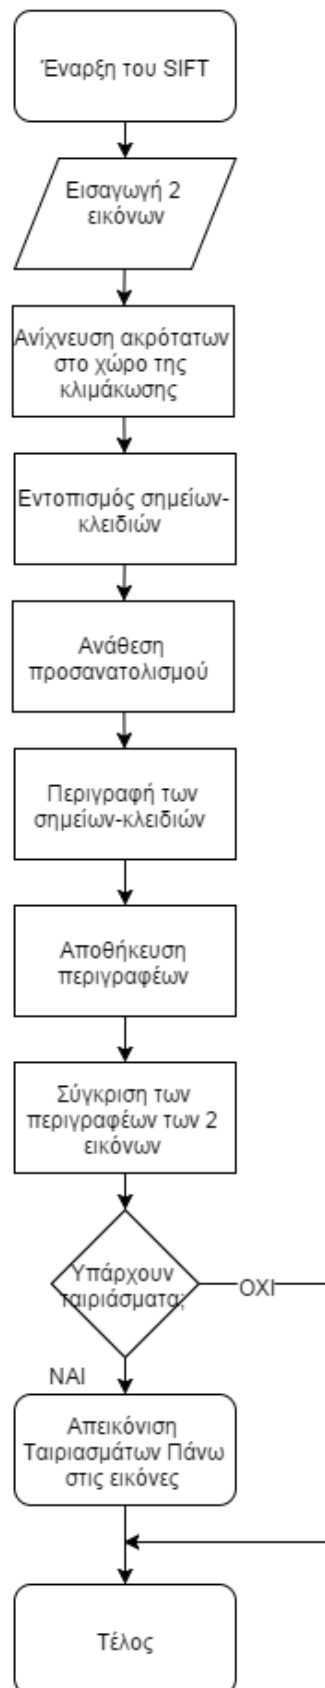 Έναρξη του SIFT
Εισαγωγή 2
εικόνων
Ανίχνευση ακρότατων
στο χώρο της
κλιμάκωσης
Εντοπισμός σημείων-
κλειδιών
Ανάθεση
προσανατολισμού
Περιγραφή των
σημείων-κλειδιών
Αποθήκευση
περιγραφέων
Σύγκριση των
περιγραφέων των 2
εικόνων
Υπάρχουν
ταιριάσματα;
ΟΧΙ
ΝΑΙ
Απεικόνιση
Ταιριασμάτων Πάνω
στις εικόνες
Τέλος